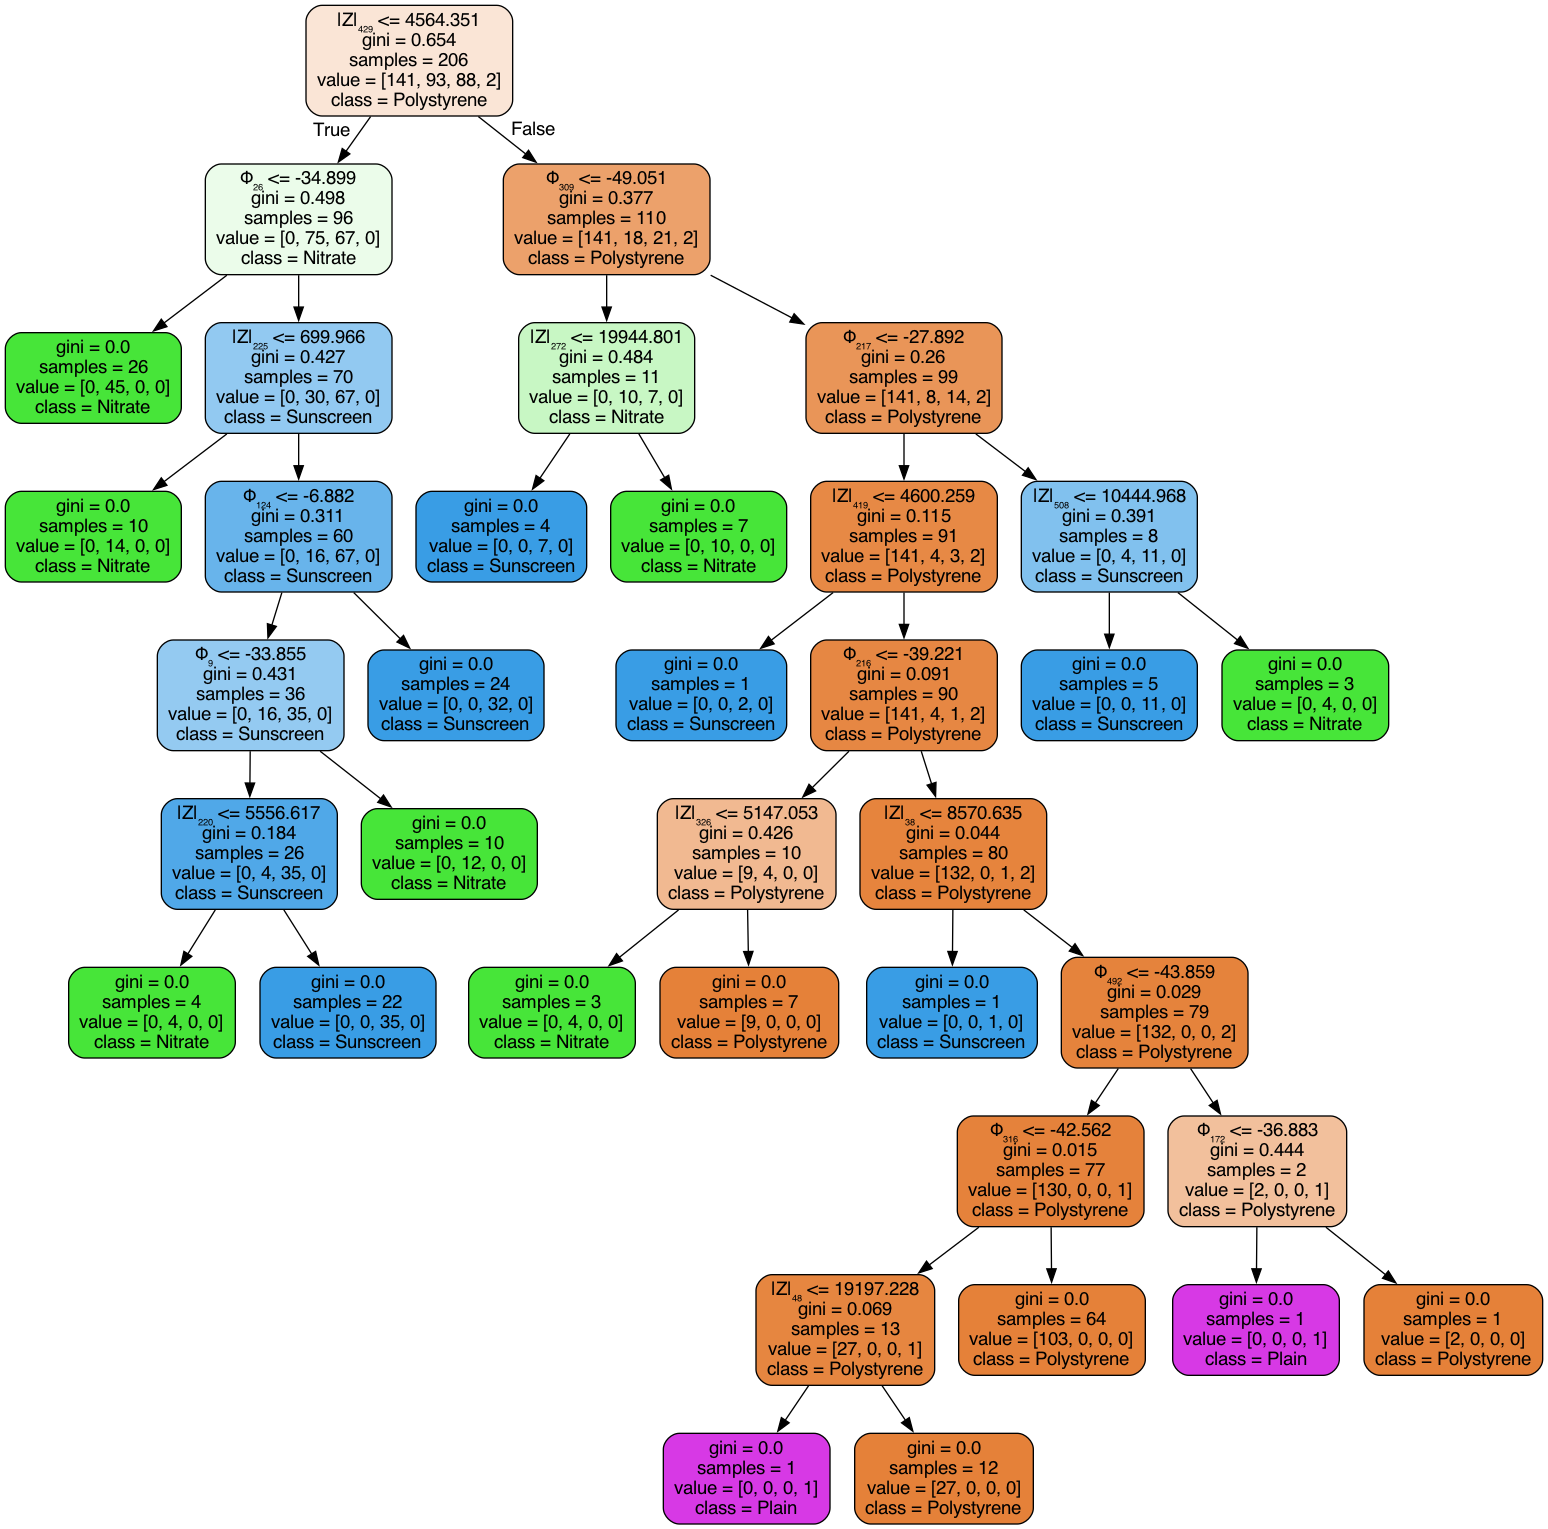 |Z|₄₂₉ <= 4564.351
gini = 0.654
samples = 206
value = [141, 93, 88, 2]
class = Polystyrene
True
False
Φ₂₆ <= -34.899
gini = 0.498
samples = 96
value = [0, 75, 67, 0]
class = Nitrate
Φ₃₀₉ <= -49.051
gini = 0.377
samples = 110
value = [141, 18, 21, 2]
class = Polystyrene
gini = 0.0
samples = 26
value = [0, 45, 0, 0]
class = Nitrate
|Z|₂₂₅ <= 699.966
gini = 0.427
samples = 70
value = [0, 30, 67, 0]
class = Sunscreen
|Z|₂₇₂ <= 19944.801
gini = 0.484
samples = 11
value = [0, 10, 7, 0]
class = Nitrate
Φ₂₁₇ <= -27.892
gini = 0.26
samples = 99
value = [141, 8, 14, 2]
class = Polystyrene
gini = 0.0
samples = 10
value = [0, 14, 0, 0]
class = Nitrate
Φ₁₂₄ <= -6.882
gini = 0.311
samples = 60
value = [0, 16, 67, 0]
class = Sunscreen
gini = 0.0
samples = 4
value = [0, 0, 7, 0]
class = Sunscreen
gini = 0.0
samples = 7
value = [0, 10, 0, 0]
class = Nitrate
|Z|₄₁₉ <= 4600.259
gini = 0.115
samples = 91
value = [141, 4, 3, 2]
class = Polystyrene
|Z|₅₀₈ <= 10444.968
gini = 0.391
samples = 8
value = [0, 4, 11, 0]
class = Sunscreen
Φ₉ <= -33.855
gini = 0.431
samples = 36
value = [0, 16, 35, 0]
class = Sunscreen
gini = 0.0
samples = 24
value = [0, 0, 32, 0]
class = Sunscreen
gini = 0.0
samples = 1
value = [0, 0, 2, 0]
class = Sunscreen
Φ₂₁₆ <= -39.221
gini = 0.091
samples = 90
value = [141, 4, 1, 2]
class = Polystyrene
gini = 0.0
samples = 5
value = [0, 0, 11, 0]
class = Sunscreen
gini = 0.0
samples = 3
value = [0, 4, 0, 0]
class = Nitrate
|Z|₂₂₀ <= 5556.617
gini = 0.184
samples = 26
value = [0, 4, 35, 0]
class = Sunscreen
gini = 0.0
samples = 10
value = [0, 12, 0, 0]
class = Nitrate
|Z|₃₂₆ <= 5147.053
gini = 0.426
samples = 10
value = [9, 4, 0, 0]
class = Polystyrene
|Z|₃₈ <= 8570.635
gini = 0.044
samples = 80
value = [132, 0, 1, 2]
class = Polystyrene
gini = 0.0
samples = 4
value = [0, 4, 0, 0]
class = Nitrate
gini = 0.0
samples = 22
value = [0, 0, 35, 0]
class = Sunscreen
gini = 0.0
samples = 3
value = [0, 4, 0, 0]
class = Nitrate
gini = 0.0
samples = 7
value = [9, 0, 0, 0]
class = Polystyrene
gini = 0.0
samples = 1
value = [0, 0, 1, 0]
class = Sunscreen
Φ₄₉₂ <= -43.859
gini = 0.029
samples = 79
value = [132, 0, 0, 2]
class = Polystyrene
Φ₃₁₆ <= -42.562
gini = 0.015
samples = 77
value = [130, 0, 0, 1]
class = Polystyrene
Φ₁₇₂ <= -36.883
gini = 0.444
samples = 2
value = [2, 0, 0, 1]
class = Polystyrene
|Z|₄₈ <= 19197.228
gini = 0.069
samples = 13
value = [27, 0, 0, 1]
class = Polystyrene
gini = 0.0
samples = 64
value = [103, 0, 0, 0]
class = Polystyrene
gini = 0.0
samples = 1
value = [0, 0, 0, 1]
class = Plain
gini = 0.0
samples = 1
value = [2, 0, 0, 0]
class = Polystyrene
gini = 0.0
samples = 1
value = [0, 0, 0, 1]
class = Plain
gini = 0.0
samples = 12
value = [27, 0, 0, 0]
class = Polystyrene